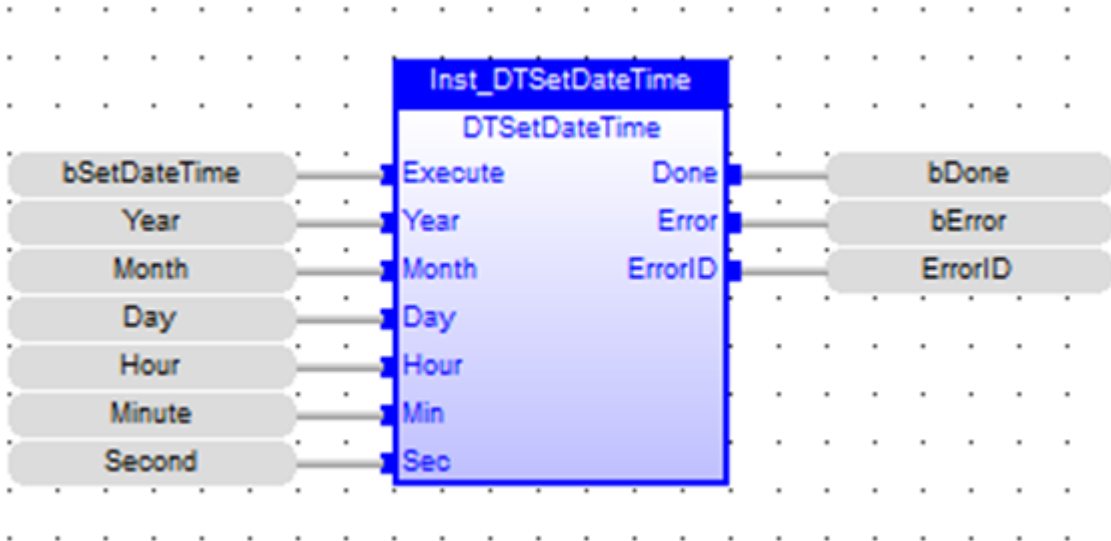 Inst_DTSetDateTime
DTSetDateTime
bSetDateTime Execute Done bDone
Year Year Error bError
Month Month ErrorID ErrorID
Day Day
Hour Hour
Minute Min
Second Sec